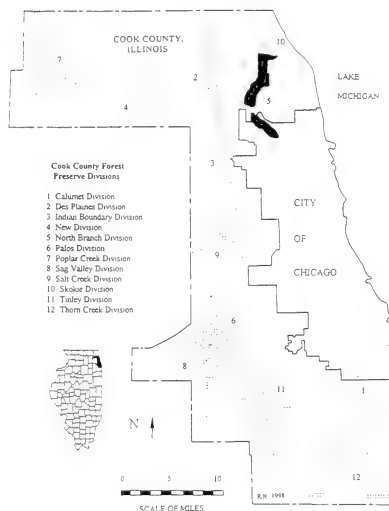 COOK COUNTY,
ILLINOIS
10
7
2
LAKE
MICHIGAN
5
4
3
Cook County Forest
Preserve Divisions
1 Calumet Division
2 Des Plaines Division
3 Indian Boundary Division
4 New Division
5 North Branch Division
6 Palos Division
7 Poplar Creek Division
8 Sag Valley Division
9 Salt Creek Division
10 Skokie Division
11 Tinley Division
12 Thorn Creek Division
CITY
OF
CHICAGO
9
6
8
11
1
N
12
R.N. 1998
0
10
SCALE OF MILES